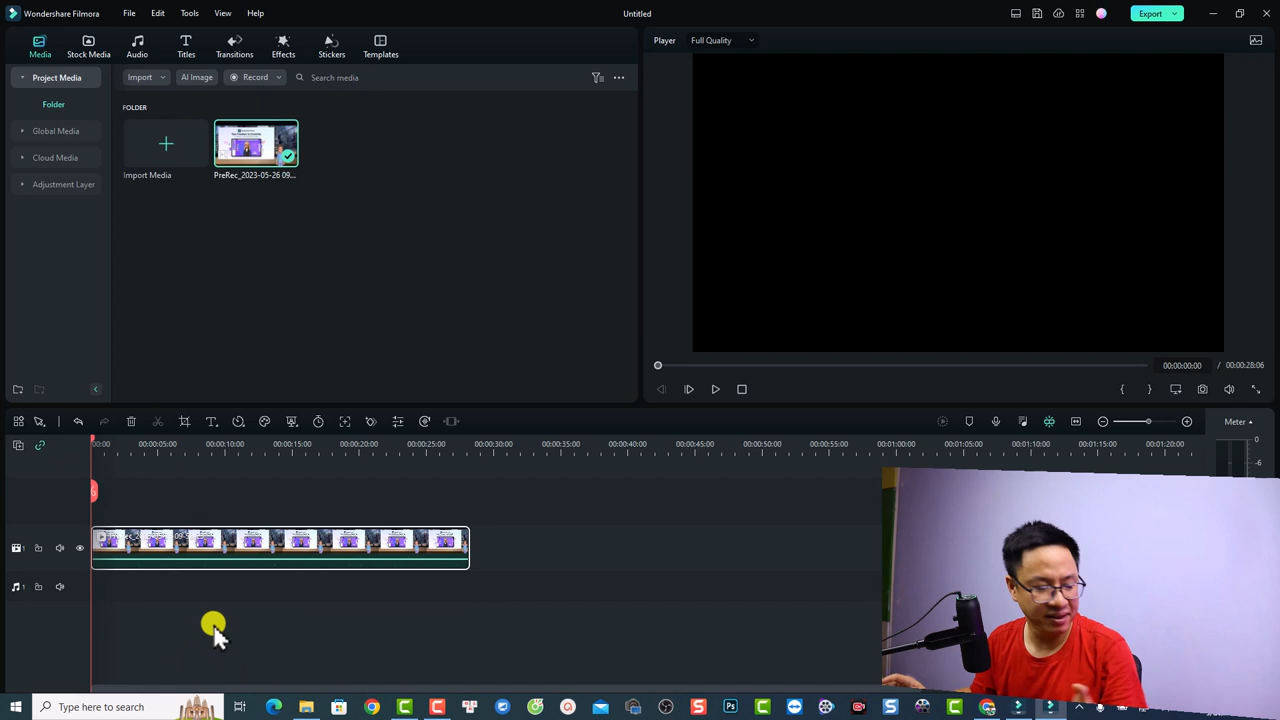 Wondershare Filmora
File
Edit
Tools
View
Help
Untitled
Export
Media
Stock Media
Audio
Titles
Transitions
Effects
Stickers
Templates
Player
Full Quality
Project Media
Import
AI Image
Record
Search media
Folder
FOLDER
Global Media
Cloud Media
Adjustment Layer
Import Media
PreRec_2023-05-26 09...
00:00:00:00
/
00:00:28:06
Meter
00:00
00:00:05:00
00:00:10:00
00:00:15:00
00:00:20:00
00:00:25:00
00:00:30:00
00:00:35:00
00:00:40:00
00:00:45:00
00:00:50:00
00:00:55:00
00:01:00:00
00:01:05:00
00:01:10:00
00:01:15:00
00:01:20:00
0
-6
1
1
Type here to search